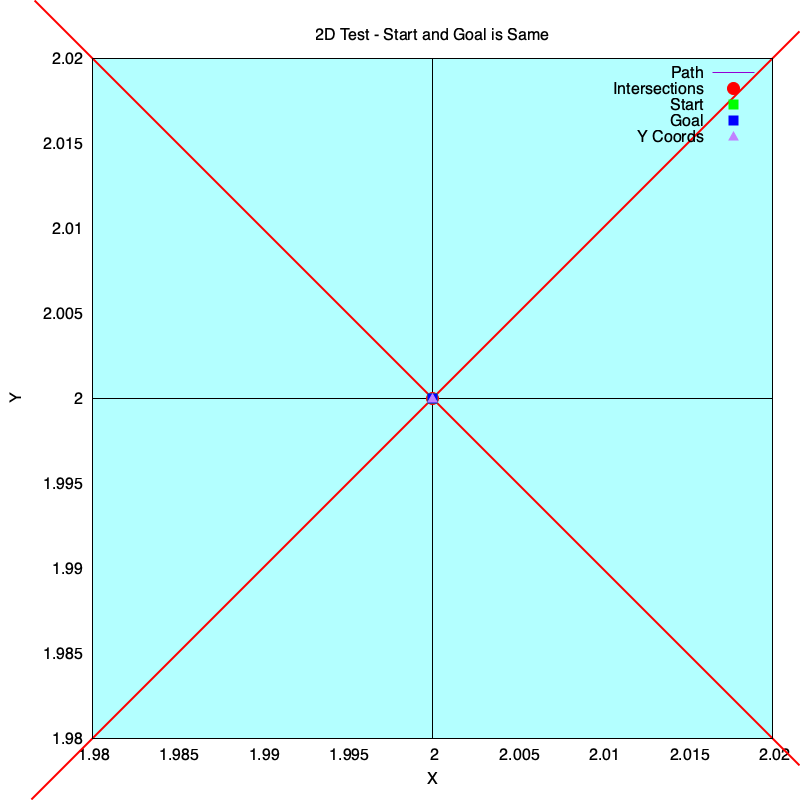 2D Test - Start and Goal is Same
Path
Intersections
Start
Goal
Y Coords
2.02
2.015
2.01
2.005
2
1.995
1.99
1.985
1.98
Y
1.98 1.985 1.99 1.995 2 2.005 2.01 2.015 2.02
X